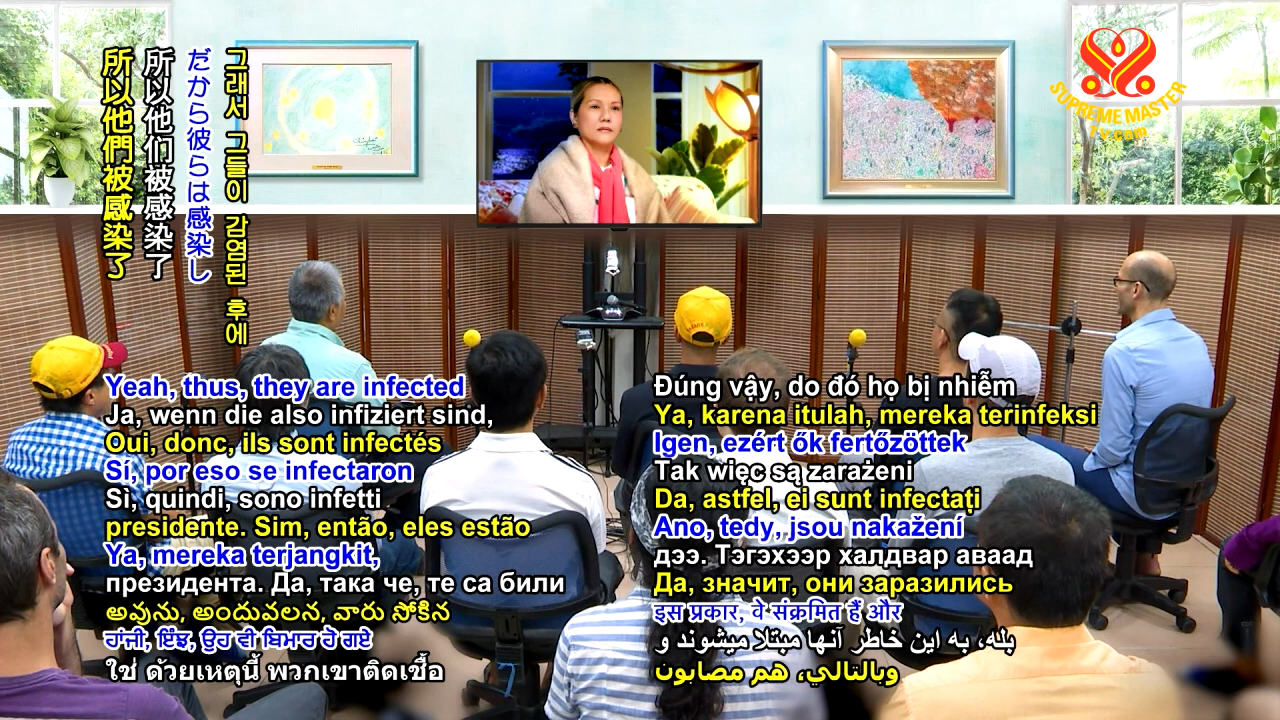 所以他們被感染了
所以他们被感染了
だから彼らは感染し
그래서 그들이 감염된 후에
SUPREME MASTER
TV.com
Yeah, thus, they are infected
Ja, wenn die also infiziert sind,
Oui, donc, ils sont infectés
Sí, por eso se infectaron
Sì, quindi, sono infetti
presidente. Sim, então, eles estão
Ya, mereka terjangkit,
президента. Да, така че, те са били
అవును, అందువలన, వారు సోకిన
ਹਾਂਜੀ, ਇੰਝ, ਉਹ ਵੀ ਬਿਮਾਰ ਹੋ ਗਏ
ใช่ ด้วยเหตุนี้ พวกเขาติดเชื้อ
Đúng vậy, do đó họ bị nhiễm
Ya, karena itulah, mereka terinfeksi
Igen, ezért ők fertőzöttek
Tak więc są zarażeni
Da, astfel, ei sunt infectați
Ano, tedy, jsou nakažení
дээ. Тэгэхээр халдвар аваад
Да, значит, они заразились
इस प्रकार, वे संक्रमित हैं और
بله، به این خاطر آنها مبتلا میشوند و
وبالتالي، هم مصابون